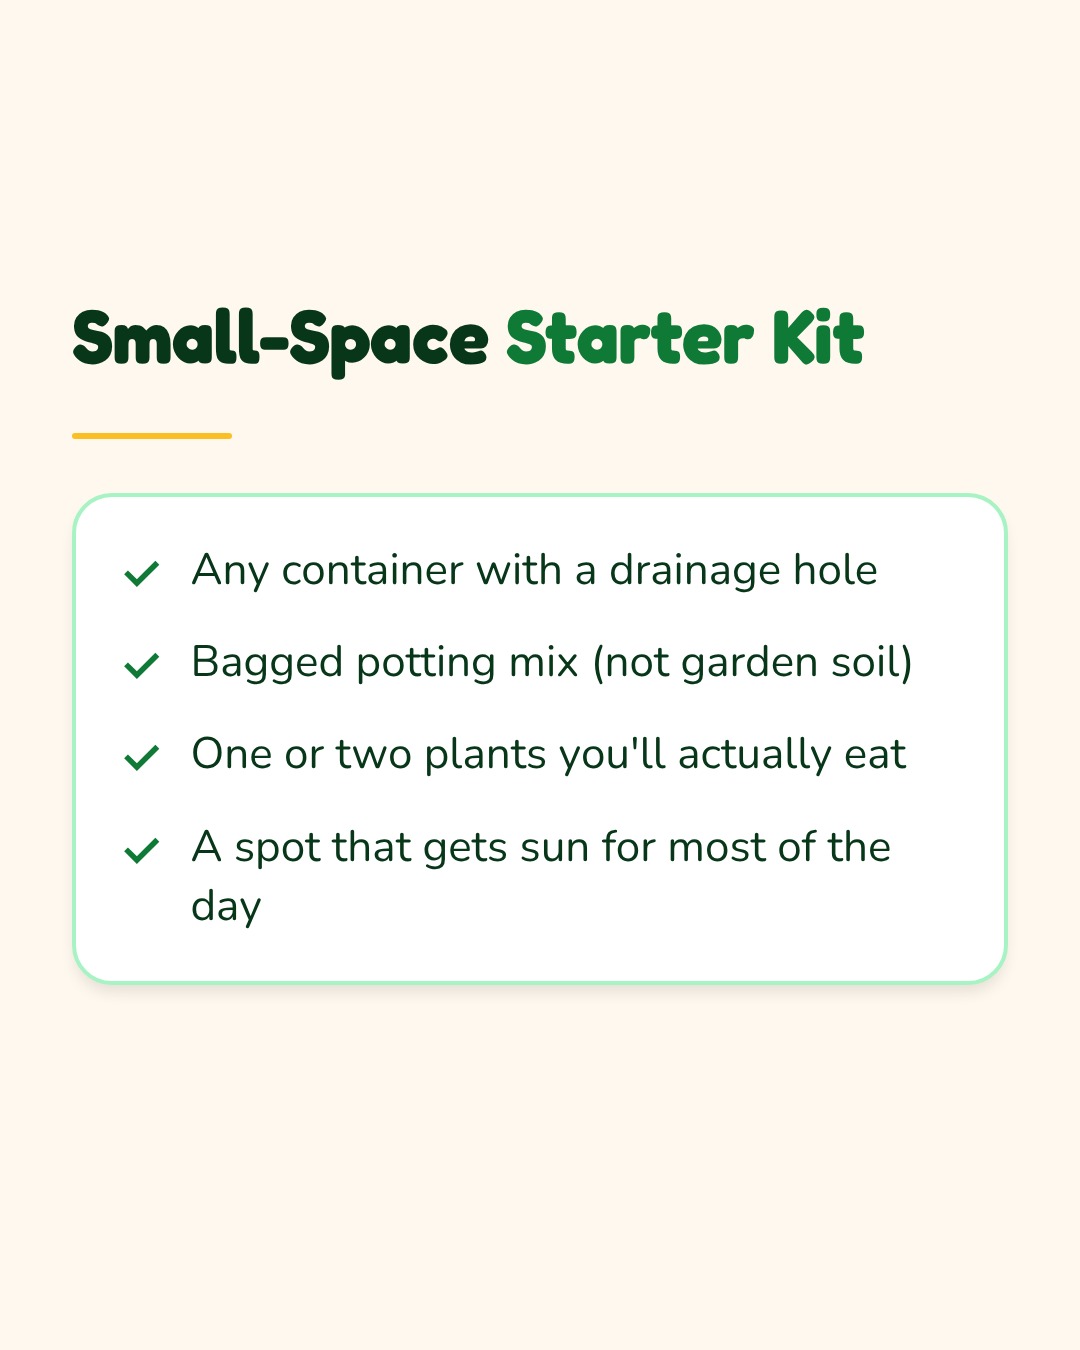 Small-Space Starter Kit
Any container with a drainage hole
Bagged potting mix (not garden soil)
One or two plants you'll actually eat
A spot that gets sun for most of the
day